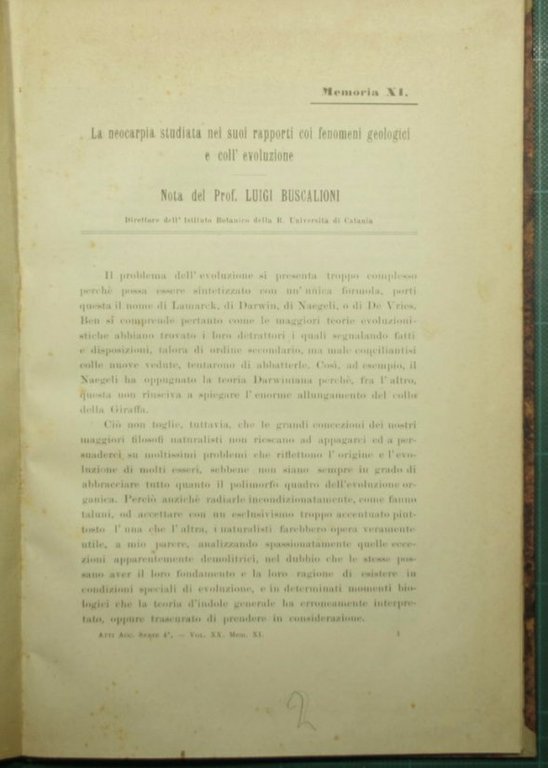 Memoria XI.
La neocarpia studiata nei suoi rapporti coi fenomeni geologici
e coll' evoluzione
Nota del Prof. LUIGI BUSCALIONI
Direttore dell' Istituto Botanico della R. Università di Catania
Il problema dell' evoluzione si presenta troppo complesso
perchè possa essere sintetizzato con un' unica formola, porti
questa il nome di Lamarck, di Darwin, di Naegeli, o di De Vries.
Ben si comprende pertanto come le maggiori teorie evoluzioni-
stiche abbiano trovato i loro detrattori i quali segnalando fatti
e disposizioni, talora di ordine secondario, ma male conciliantisi
colle nuove vedute, tentarono di abbatterle. Così, ad esempio, il
Naegeli ha oppugnato la teoria Darwiniana perchè, fra l' altro,
questa non riusciva a spiegare l' enorme allungamento del collo
della Giraffa.
Ciò non toglie, tuttavia, che le grandi concezioni dei nostri
maggiori filosofi naturalisti non riescano ad appagarci ed a per-
suaderci su moltissimi problemi che riflettono l' origine e l' evo-
luzione di molti esseri, sebbene non siano sempre in grado di
abbracciare tutto quanto il polimorfo quadro dell' evoluzione or-
ganica. Perciò anzichè radiarle incondizionatamente, come fanno
taluni, od accettare con un esclusivismo troppo accentuato piut-
tosto l' una che l' altra, i naturalisti farebbero opera veramente
utile, a mio parere, analizzando spassionatamente quelle ecce-
zioni apparentemente demolitrici, nel dubbio che le stesse pos-
sano aver il loro fondamento e la loro ragione di esistere in
condizioni speciali di evoluzione, e in determinati momenti bio-
logici che la teoria d'indole generale ha erroneamente interpre-
tato, oppure trascurato di prendere in considerazione.
ATTI ACC. SERIE 4ª, — VOL. XX. Mem. XI. 1
2